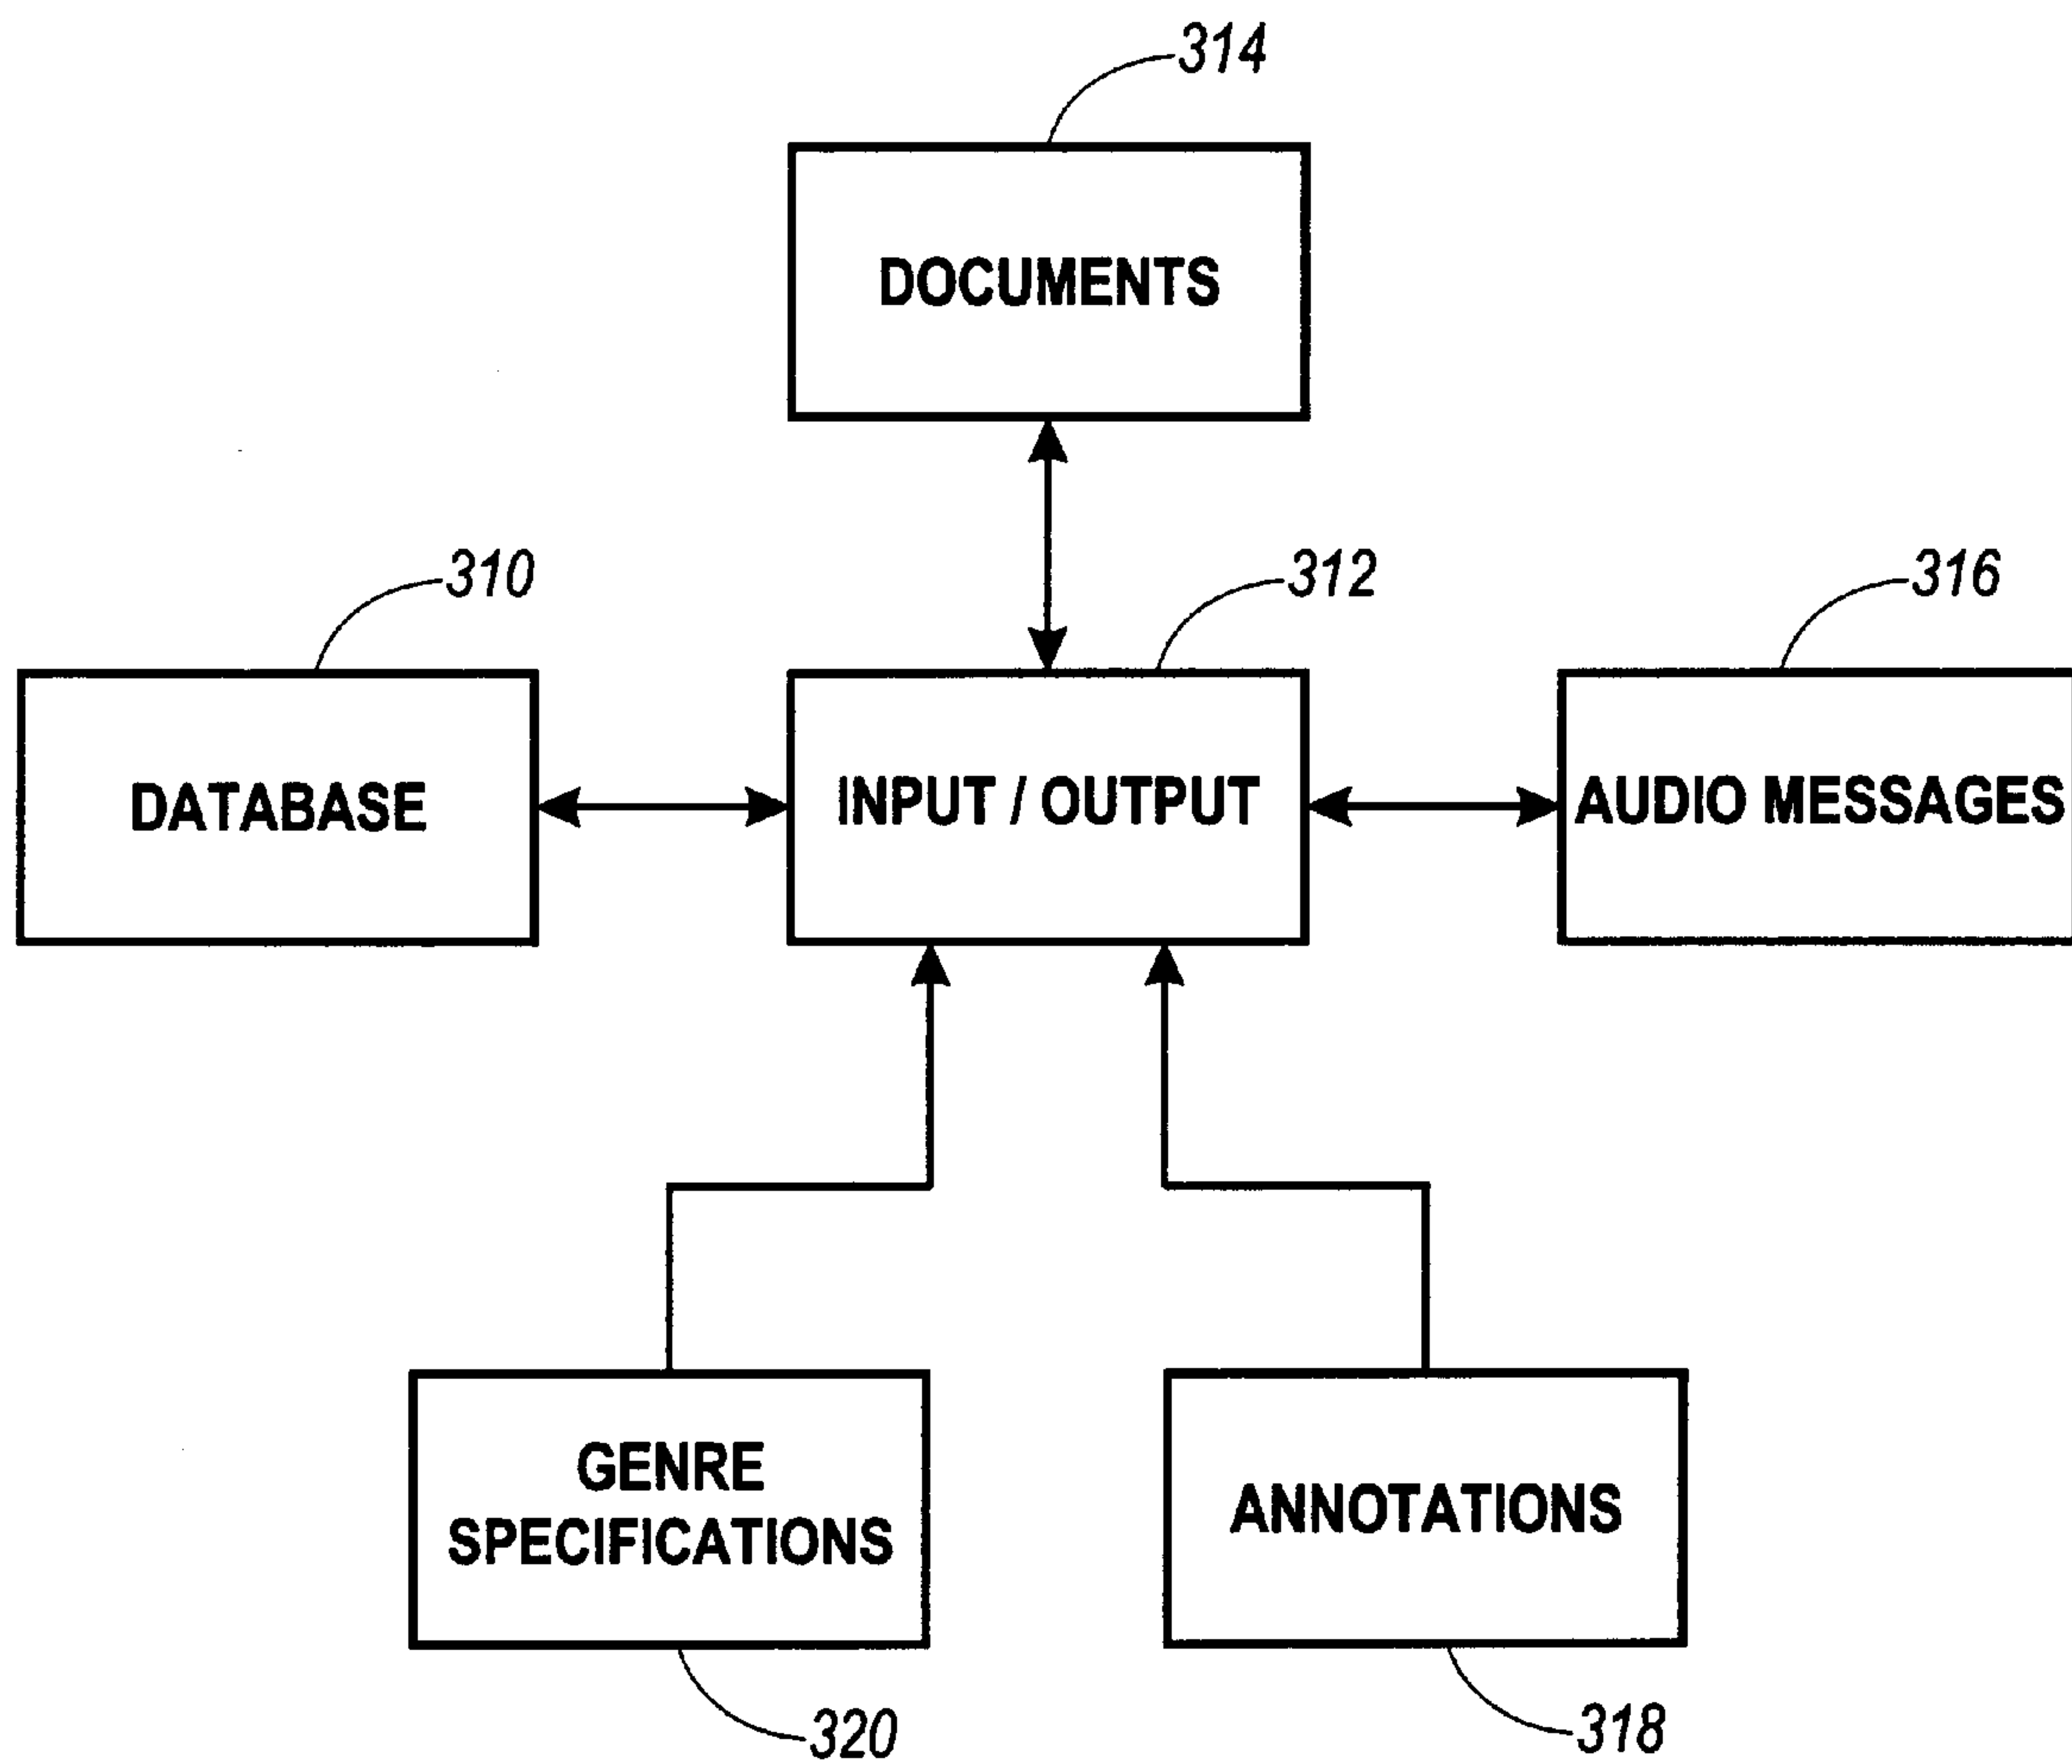 314
DOCUMENTS
310
312
316
DATABASE
INPUT / OUTPUT
AUDIO MESSAGES
GENRE
SPECIFICATIONS
ANNOTATIONS
320
318